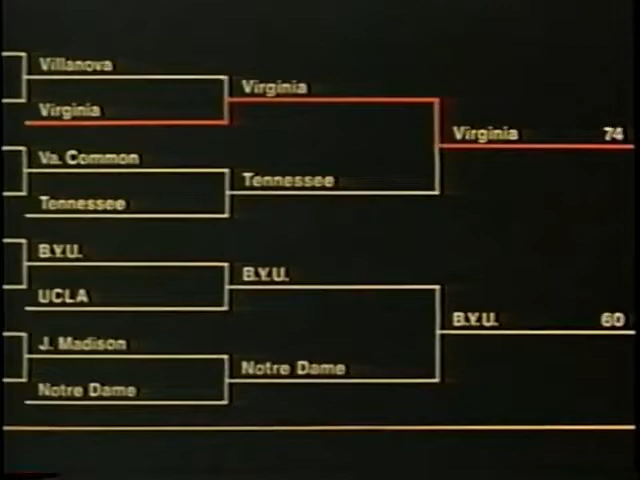 Villanova
Virginia
Virginia
Virginia 74
Va. Common
Tennessee
Tennessee
B.Y.U.
B.Y.U.
UCLA
B.Y.U. 60
J. Madison
Notre Dame
Notre Dame